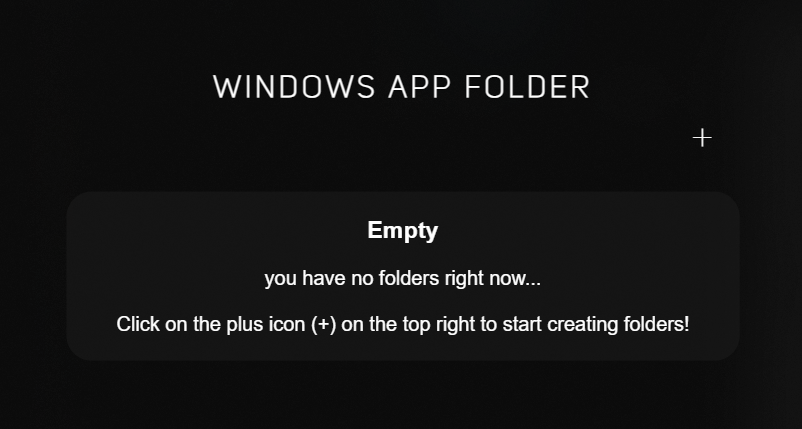 WINDOWS APP FOLDER
+
Empty
you have no folders right now...
Click on the plus icon (+) on the top right to start creating folders!